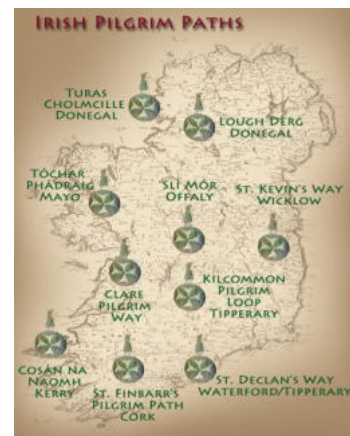 Irish Pilgrim Paths
Turas
Cholmcille
Donegal
Lough Derg
Donegal
Tóchar
Phádraig
Mayo
Slí Mór
Offaly
St. Kevin's Way
Wicklow
Clare
Pilgrim
Way
Kilcommon
Pilgrim
Loop
Tipperary
Cosán na
Naomh
Kerry
St. Finbarr's
Pilgrim Path
Cork
St. Declan's Way
Waterford/Tipperary